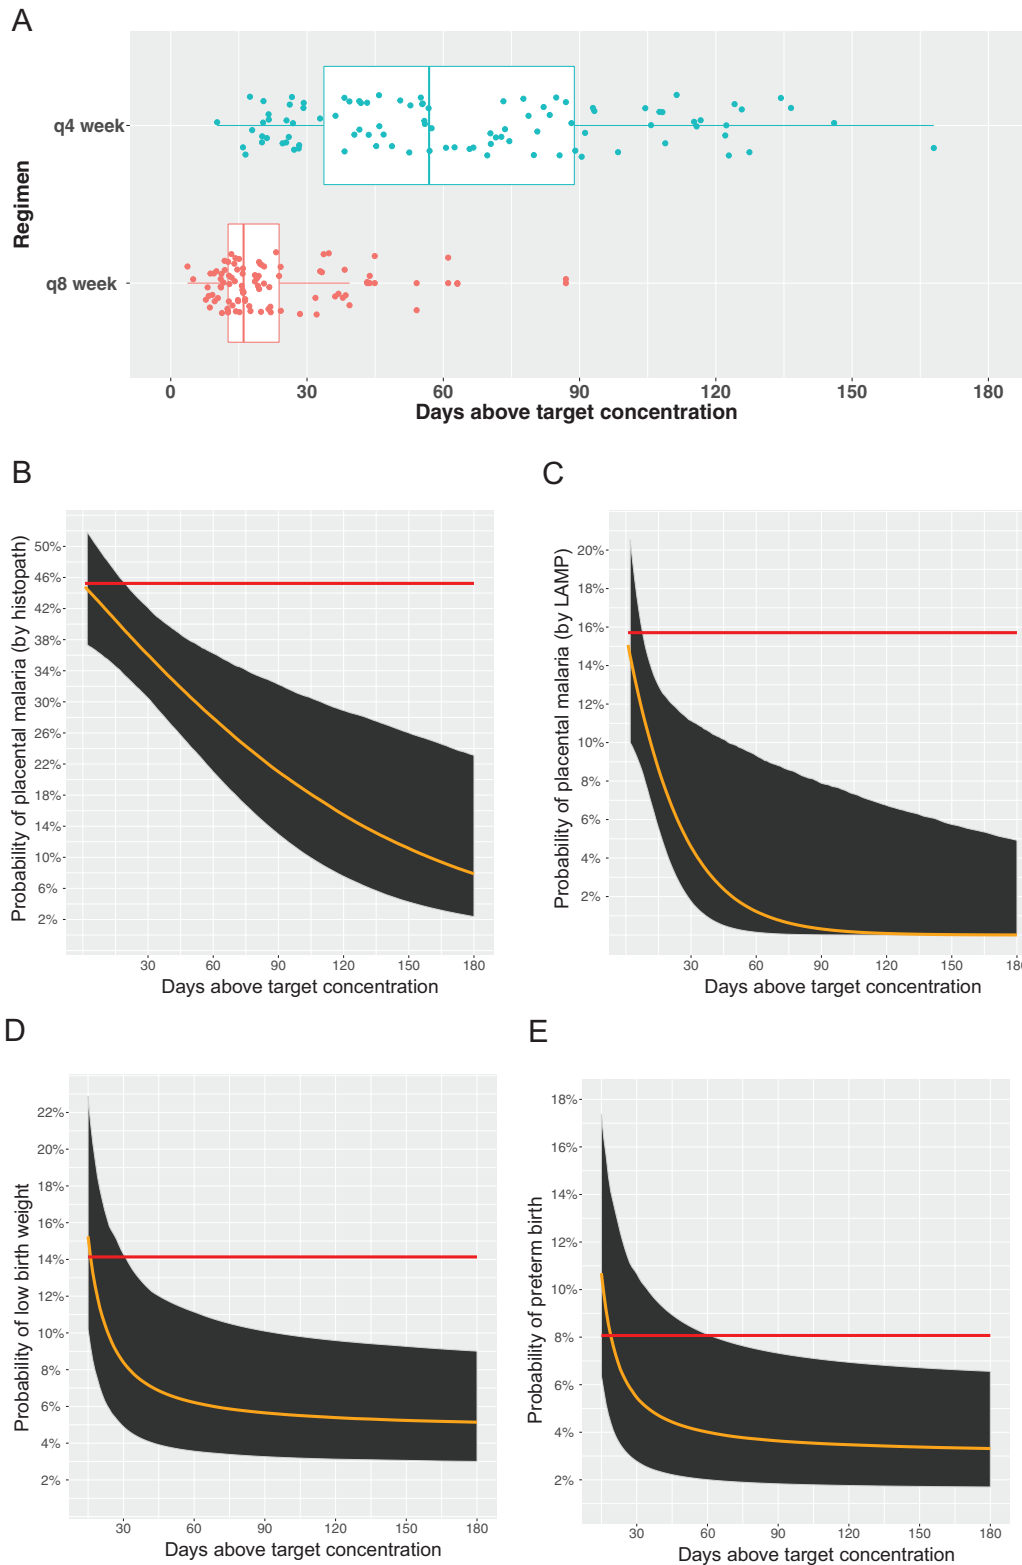 A
Regimen
q4 week
q8 week
0 30 60 90 120 150 180
Days above target concentration
B
Probability of placental malaria (by histopath)
50%
46%
42%
38%
34%
30%
26%
22%
18%
14%
10%
6%
2%
30 60 90 120 150 180
Days above target concentration
C
Probability of placental malaria (by LAMP)
20%
18%
16%
14%
12%
10%
8%
6%
4%
2%
30 60 90 120 150
Days above target concentration
D
Probability of low birth weight
22%
20%
18%
16%
14%
12%
10%
8%
6%
4%
2%
30 60 90 120 150 180
Days above target concentration
E
Probability of preterm birth
18%
16%
14%
12%
10%
8%
6%
4%
2%
30 60 90 120 150 180
Days above target concentration